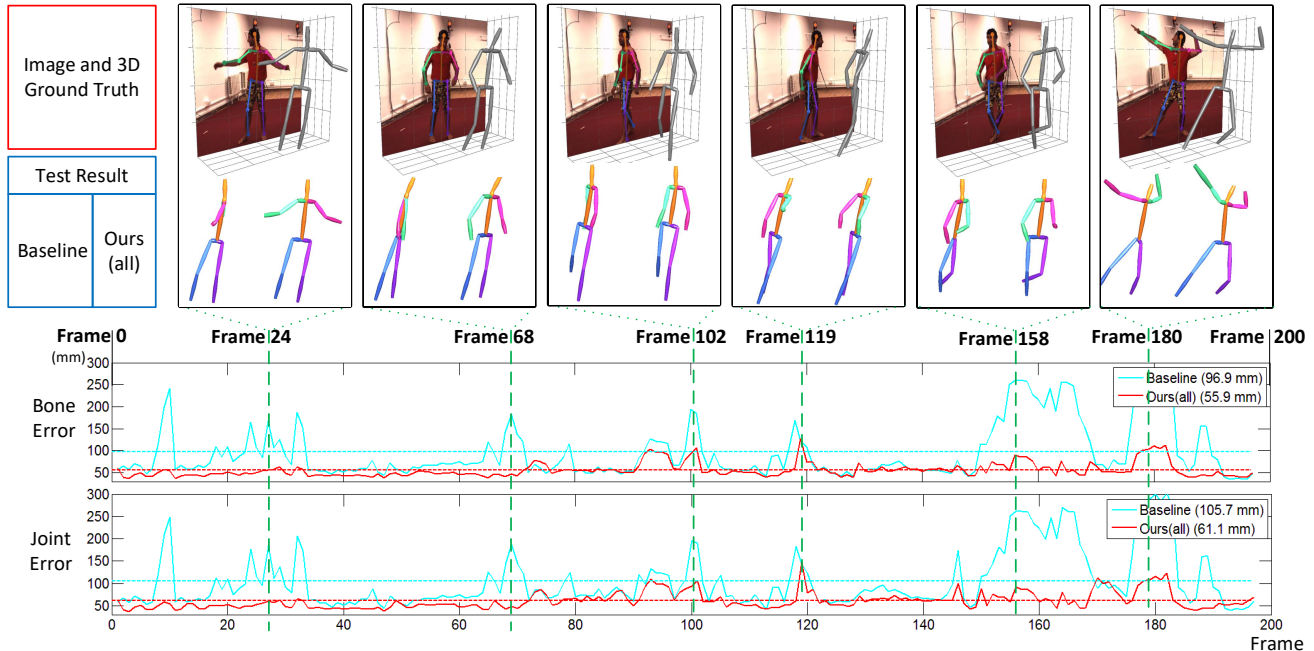 Image and 3D
Ground Truth
Test Result
Baseline
Ours
(all)
Frame 0
Frame 24
Frame 68
Frame 102
Frame 119
Frame 158
Frame 180
Frame 200
(mm)
300
250
200
150
100
50
Bone
Error
Baseline (96.9 mm)
Ours(all) (55.9 mm)
300
250
200
150
100
50
Joint
Error
Baseline (105.7 mm)
Ours(all) (61.1 mm)
0 20 40 60 80 100 120 140 160 180 200
Frame